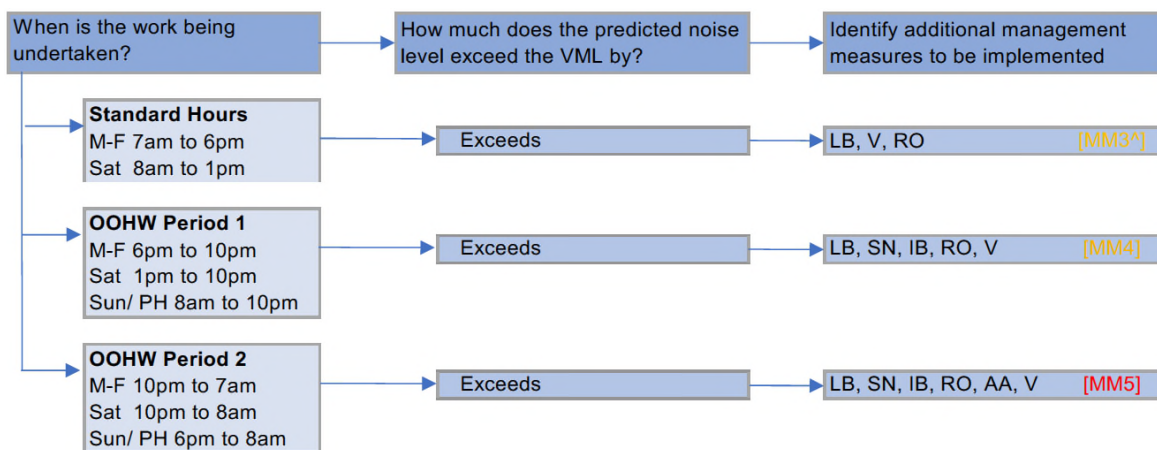 When is the work being
undertaken?
How much does the predicted noise
level exceed the VML by?
Identify additional management
measures to be implemented
Standard Hours
M-F 7am to 6pm
Sat 8am to 1pm
Exceeds
LB, V, RO [MM3^]
OOHW Period 1
M-F 6pm to 10pm
Sat 1pm to 10pm
Sun/ PH 8am to 10pm
Exceeds
LB, SN, IB, RO, V [MM4]
OOHW Period 2
M-F 10pm to 7am
Sat 10pm to 8am
Sun/ PH 6pm to 8am
Exceeds
LB, SN, IB, RO, AA, V [MM5]